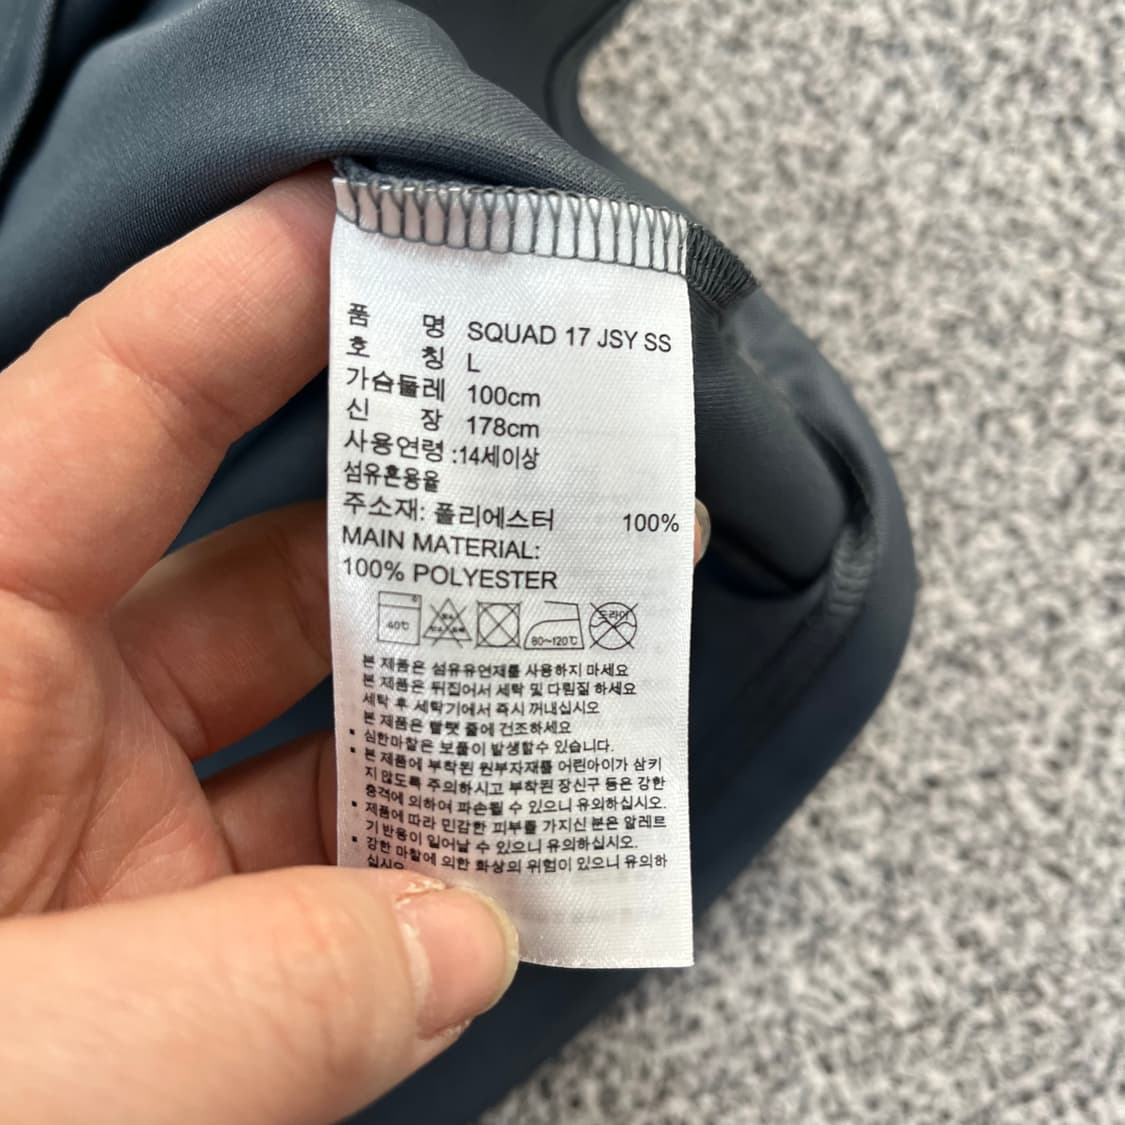 품 명 SQUAD 17 JSY SS
호 칭 L
가슴둘레 100cm
신 장 178cm
사용연령 :14세이상
섬유혼용율
주소재: 폴리에스터 100%
MAIN MATERIAL:
100% POLYESTER
40℃ 80~120℃ 드라이
본 제품은 섬유유연제를 사용하지 마세요
본 제품은 뒤집어서 세탁 및 다림질 하세요
세탁 후 세탁기에서 즉시 꺼내십시오
본 제품은 빨랫 줄에 건조하세요
▪ 심한마찰은 보풀이 발생할수 있습니다.
▪ 본 제품에 부착된 원부자재를 어린아이가 삼키
지 않도록 주의하시고 부착된 장신구 등은 강한
충격에 의하여 파손될 수 있으니 유의하십시오.
▪ 제품에 따라 민감한 피부를 가지신 분은 알레르
기 반응이 일어날 수 있으니 유의하십시오.
▪ 강한 마찰에 의한 화상의 위험이 있으니 유의하
십시오